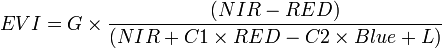 EVI = G × (NIR − RED) / (NIR + C1 × RED − C2 × Blue + L)